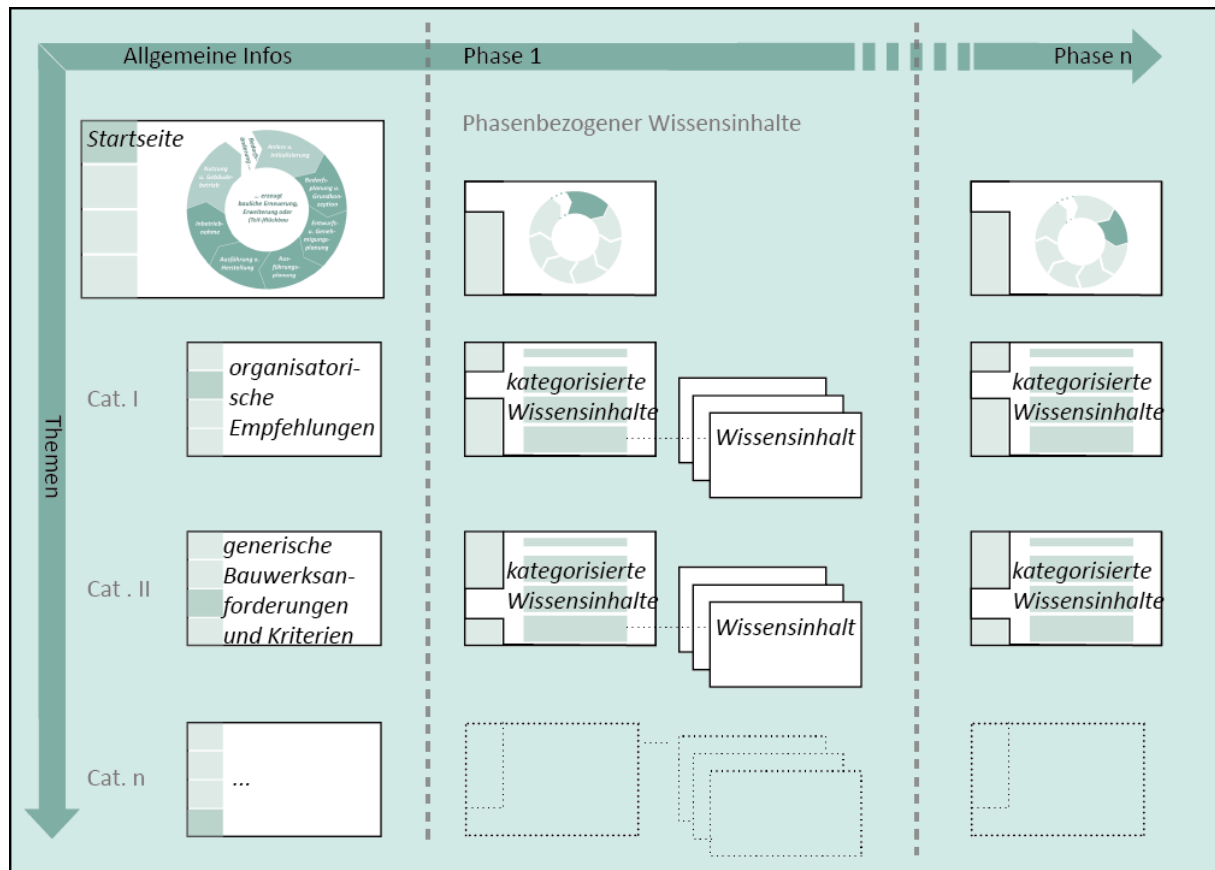 Allgemeine Infos
Phase 1
Phase n
Themen
Startseite
Anlass u.
Initialisierung
Bedarfs-
planung u.
Grundkon-
zeption
Entwurfs-
u. Geneh-
migungs-
planung
Aus-
führungs-
planung
Ausführung u.
Herstellung
Inbetrieb-
nahme
Nutzung
u. Gebäude-
betrieb
... erzeugt
bauliche Erneuerung,
Erweiterung oder
(Teil-)Rückbau
Phasenbezogener Wissensinhalte
Cat. I
organisatori-
sche
Empfehlungen
kategorisierte
Wissensinhalte
Wissensinhalt
kategorisierte
Wissensinhalte
Cat . II
generische
Bauwerksan-
forderungen
und Kriterien
kategorisierte
Wissensinhalte
Wissensinhalt
kategorisierte
Wissensinhalte
Cat. n
...